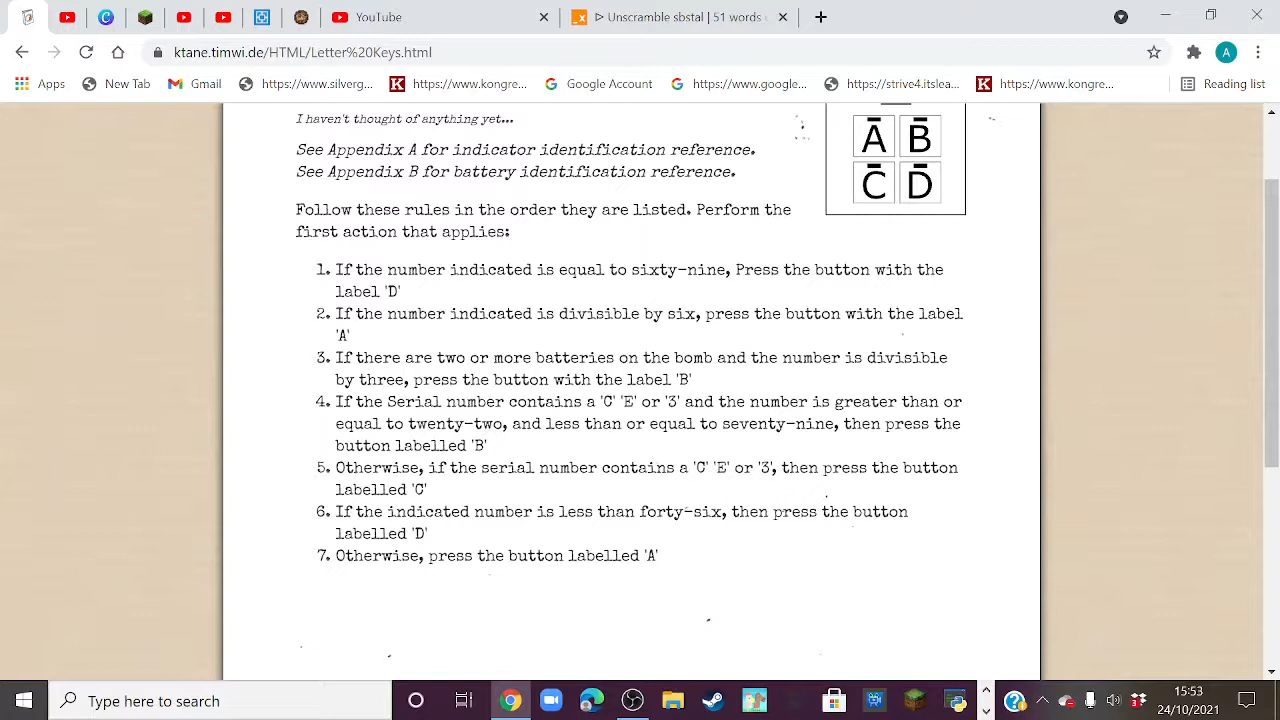 YouTube
Unscramble sbstal | 51 words
ktane.timwi.de/HTML/Letter%20Keys.html
A
Apps
New Tab
Gmail
https://www.silverg...
https://www.kongre...
Google Account
https://www.google...
https://strive4.itslea...
https://www.kongre...
Reading list
I haven't thought of anything yet...
See Appendix A for indicator identification reference.
See Appendix B for battery identification reference.
A B
C D
Follow these rules in the order they are listed. Perform the
first action that applies:
1. If the number indicated is equal to sixty-nine, Press the button with the
label 'D'
2. If the number indicated is divisible by six, press the button with the label
'A'
3. If there are two or more batteries on the bomb and the number is divisible
by three, press the button with the label 'B'
4. If the Serial number contains a 'C' 'E' or '3' and the number is greater than or
equal to twenty-two, and less than or equal to seventy-nine, then press the
button labelled 'B'
5. Otherwise, if the serial number contains a 'C' 'E' or '3', then press the button
labelled 'C'
6. If the indicated number is less than forty-six, then press the button
labelled 'D'
7. Otherwise, press the button labelled 'A'
Type here to search
15:53
24/10/2021